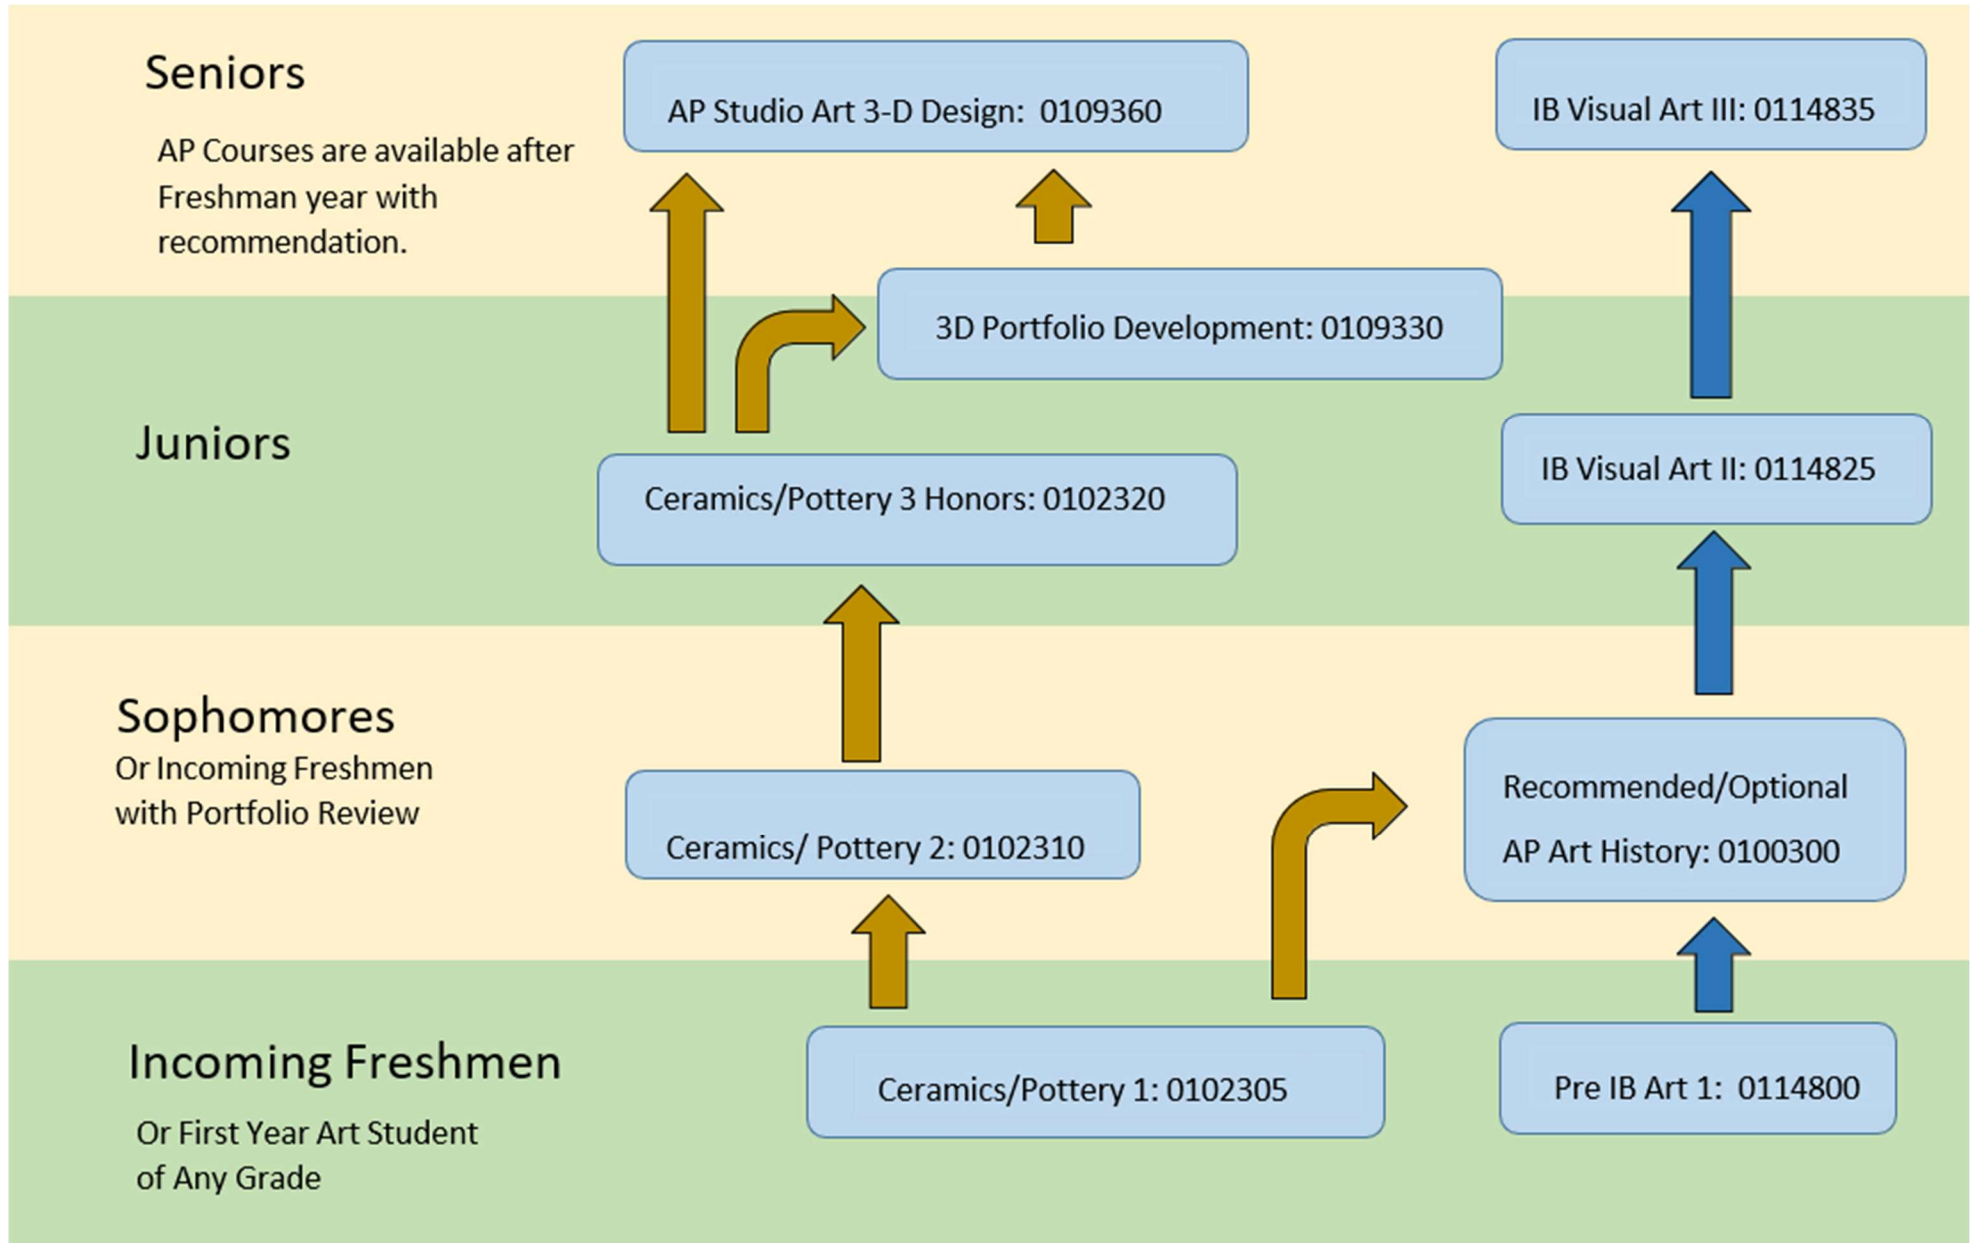 Seniors
AP Courses are available after
Freshman year with
recommendation.
AP Studio Art 3-D Design:  0109360
IB Visual Art III: 0114835
3D Portfolio Development: 0109330
Juniors
Ceramics/Pottery 3 Honors: 0102320
IB Visual Art II: 0114825
Sophomores
Or Incoming Freshmen
with Portfolio Review
Ceramics/ Pottery 2: 0102310
Recommended/Optional
AP Art History: 0100300
Incoming Freshmen
Or First Year Art Student
of Any Grade
Ceramics/Pottery 1: 0102305
Pre IB Art 1:  0114800